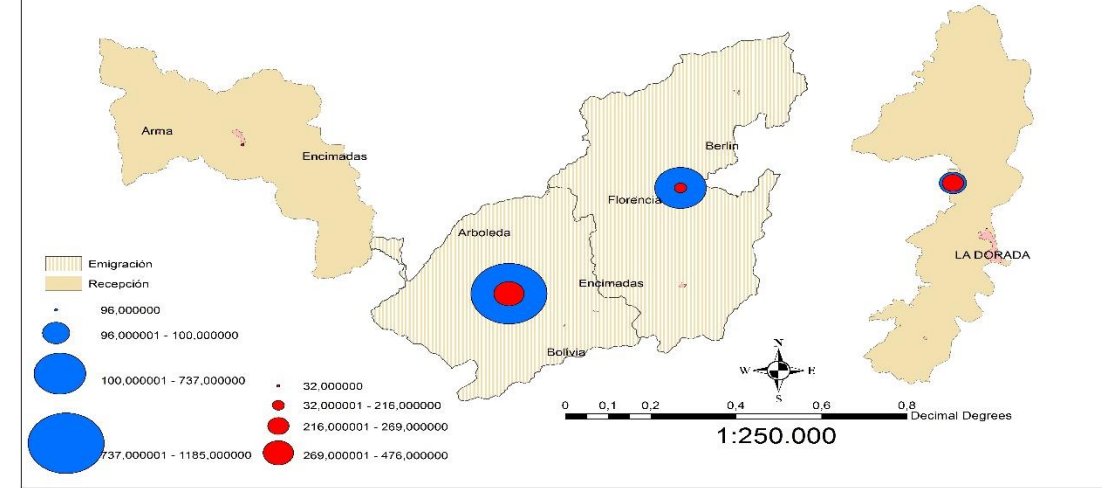 Arma
Encimadas
Berlin
Florencia
Arboleda
Encimadas
Bolivia
LA DORADA
Emigración
Recepción
96,000000
96,000001 - 100,000000
100,000001 - 737,000000
737,000001 - 1185,000000
32,000000
32,000001 - 216,000000
216,000001 - 269,000000
269,000001 - 476,000000
N
W E
S
0 0,1 0,2 0,4 0,6 0,8
Decimal Degrees
1:250.000